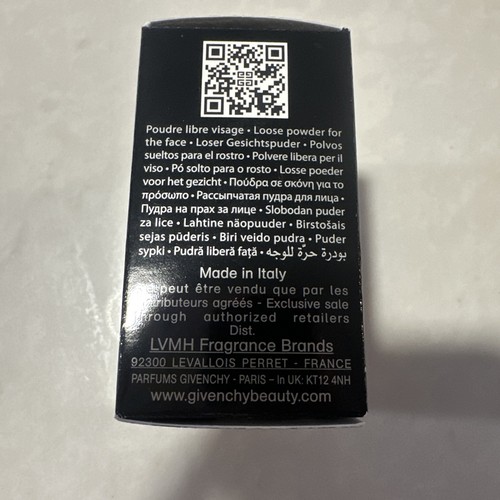 Poudre libre visage • Loose powder for
the face • Loser Gesichtspuder • Polvos
sueltos para el rostro • Polvere libera per il
viso • Pó solto para o rosto • Losse poeder
voor het gezicht • Πούδρα σε σκόνη για το
πρόσωπο • Рассыпчатая пудра для лица •
Пудра на прах за лице • Slobodan puder
za lice • Lahtine näopuuder • Birstošais
sejas pūderis • Biri veido pudra • Puder
sypki • Pudră liberă față • بودرة حرّة للوجه
Made in Italy
peut être vendu que par les
agréés - Exclusive sale
through authorized retailers
Dist.
LVMH Fragrance Brands
92300 LEVALLOIS PERRET - FRANCE
PARFUMS GIVENCHY - PARIS – In UK: KT12 4NH
www.givenchybeauty.com